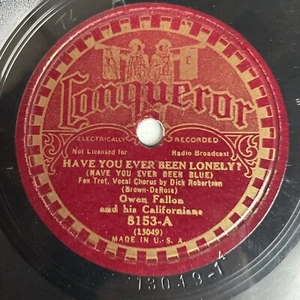 Conqueror
ELECTRICALLY RECORDED
Not Licensed for Radio Broadcast
HAVE YOU EVER BEEN LONELY?
(HAVE YOU EVER BEEN BLUE)
Fox Trot, Vocal Chorus by Dick Robertson
(Brown-DeRose)
Owen Fallon
and his Californians
8153-A
(13049)
MADE IN U.S.A
13049-1